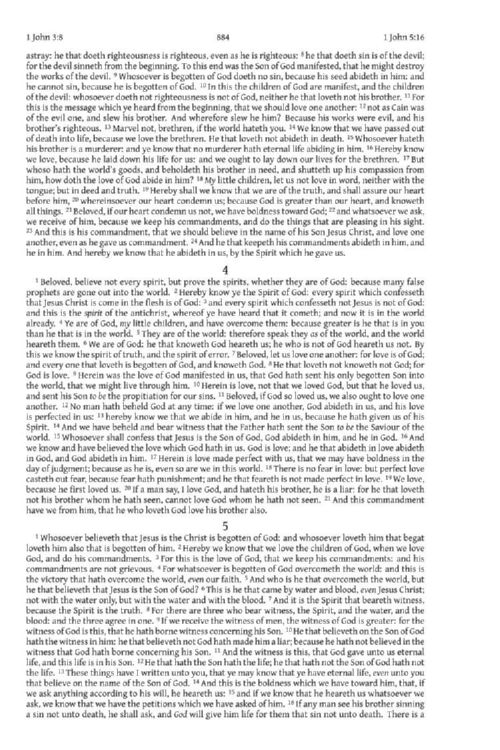 1 John 3:8 884 1 John 5:16
astray: he that doeth righteousness is righteous, even as he is righteous: 8 he that doeth sin is of the devil;
for the devil sinneth from the beginning. To this end was the Son of God manifested, that he might destroy
the works of the devil. 9 Whosoever is begotten of God doeth no sin, because his seed abideth in him: and
he cannot sin, because he is begotten of God. 10 In this the children of God are manifest, and the children
of the devil: whosoever doeth not righteousness is not of God, neither he that loveth not his brother. 11 For
this is the message which ye heard from the beginning, that we should love one another: 12 not as Cain was
of the evil one, and slew his brother. And wherefore slew he him? Because his works were evil, and his
brother's righteous. 13 Marvel not, brethren, if the world hateth you. 14 We know that we have passed out
of death into life, because we love the brethren. He that loveth not abideth in death. 15 Whosoever hateth
his brother is a murderer: and ye know that no murderer hath eternal life abiding in him. 16 Hereby know
we love, because he laid down his life for us: and we ought to lay down our lives for the brethren. 17 But
whoso hath the world's goods, and beholdeth his brother in need, and shutteth up his compassion from
him, how doth the love of God abide in him? 18 My little children, let us not love in word, neither with the
tongue; but in deed and truth. 19 Hereby shall we know that we are of the truth, and shall assure our heart
before him, 20 whereinsoever our heart condemn us; because God is greater than our heart, and knoweth
all things. 21 Beloved, if our heart condemn us not, we have boldness toward God; 22 and whatsoever we ask,
we receive of him, because we keep his commandments, and do the things that are pleasing in his sight.
23 And this is his commandment, that we should believe in the name of his Son Jesus Christ, and love one
another, even as he gave us commandment. 24 And he that keepeth his commandments abideth in him, and
he in him. And hereby we know that he abideth in us, by the Spirit which he gave us.
4
1 Beloved, believe not every spirit, but prove the spirits, whether they are of God: because many false
prophets are gone out into the world. 2 Hereby know ye the Spirit of God: every spirit which confesseth
that Jesus Christ is come in the flesh is of God: 3 and every spirit which confesseth not Jesus is not of God:
and this is the spirit of the antichrist, whereof ye have heard that it cometh; and now it is in the world
already. 4 Ye are of God, my little children, and have overcome them: because greater is he that is in you
than he that is in the world. 5 They are of the world: therefore speak they as of the world, and the world
heareth them. 6 We are of God: he that knoweth God heareth us; he who is not of God heareth us not. By
this we know the spirit of truth, and the spirit of error. 7 Beloved, let us love one another: for love is of God;
and every one that loveth is begotten of God, and knoweth God. 8 He that loveth not knoweth not God; for
God is love. 9 Herein was the love of God manifested in us, that God hath sent his only begotten Son into
the world, that we might live through him. 10 Herein is love, not that we loved God, but that he loved us,
and sent his Son to be the propitiation for our sins. 11 Beloved, if God so loved us, we also ought to love one
another. 12 No man hath beheld God at any time: if we love one another, God abideth in us, and his love
is perfected in us: 13 hereby know we that we abide in him, and he in us, because he hath given us of his
Spirit. 14 And we have beheld and bear witness that the Father hath sent the Son to be the Saviour of the
world. 15 Whosoever shall confess that Jesus is the Son of God, God abideth in him, and he in God. 16 And
we know and have believed the love which God hath in us. God is love; and he that abideth in love abideth
in God, and God abideth in him. 17 Herein is love made perfect with us, that we may have boldness in the
day of judgment; because as he is, even so are we in this world. 18 There is no fear in love: but perfect love
casteth out fear, because fear hath punishment; and he that feareth is not made perfect in love. 19 We love,
because he first loved us. 20 If a man say, I love God, and hateth his brother, he is a liar: for he that loveth
not his brother whom he hath seen, cannot love God whom he hath not seen. 21 And this commandment
have we from him, that he who loveth God love his brother also.
5
1 Whosoever believeth that Jesus is the Christ is begotten of God: and whosoever loveth him that begat
loveth him also that is begotten of him. 2 Hereby we know that we love the children of God, when we love
God, and do his commandments. 3 For this is the love of God, that we keep his commandments: and his
commandments are not grievous. 4 For whatsoever is begotten of God overcometh the world: and this is
the victory that hath overcome the world, even our faith. 5 And who is he that overcometh the world, but
he that believeth that Jesus is the Son of God? 6 This is he that came by water and blood, even Jesus Christ;
not with the water only, but with the water and with the blood. 7 And it is the Spirit that beareth witness,
because the Spirit is the truth. 8 For there are three who bear witness, the Spirit, and the water, and the
blood: and the three agree in one. 9 If we receive the witness of men, the witness of God is greater: for the
witness of God is this, that he hath borne witness concerning his Son. 10 He that believeth on the Son of God
hath the witness in him: he that believeth not God hath made him a liar; because he hath not believed in the
witness that God hath borne concerning his Son. 11 And the witness is this, that God gave unto us eternal
life, and this life is in his Son. 12 He that hath the Son hath the life; he that hath not the Son of God hath not
the life. 13 These things have I written unto you, that ye may know that ye have eternal life, even unto you
that believe on the name of the Son of God. 14 And this is the boldness which we have toward him, that, if
we ask anything according to his will, he heareth us: 15 and if we know that he heareth us whatsoever we
ask, we know that we have the petitions which we have asked of him. 16 If any man see his brother sinning
a sin not unto death, he shall ask, and God will give him life for them that sin not unto death. There is a